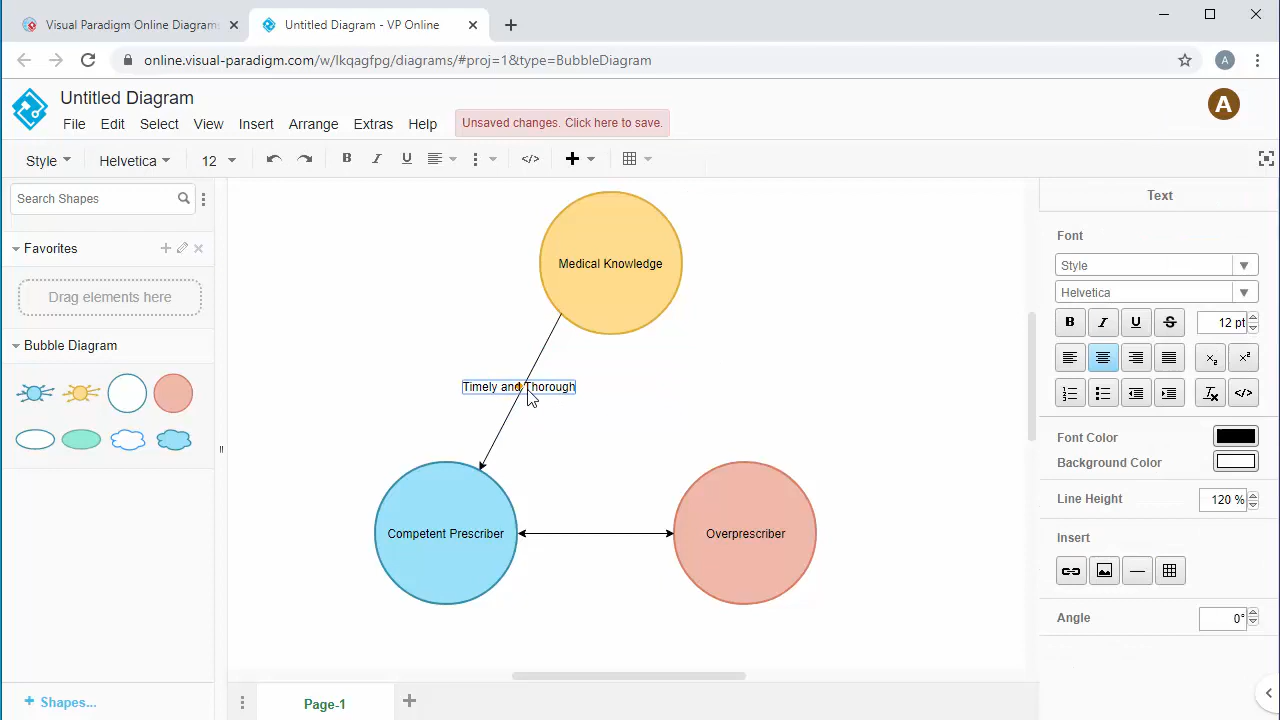 Visual Paradigm Online Diagrams
Untitled Diagram - VP Online
online.visual-paradigm.com/w/lkqagfpg/diagrams/#proj=1&type=BubbleDiagram
A
Untitled Diagram
A
File Edit Select View Insert Arrange Extras Help
Unsaved changes. Click here to save.
Style Helvetica 12 B I U </>
Search Shapes
Favorites
Drag elements here
Bubble Diagram
Shapes...
Medical Knowledge
Timely and Thorough
Competent Prescriber
Overprescriber
Page-1
Text
Font
Style
Helvetica
B I U S 12 pt
Font Color
Background Color
Line Height 120 %
Insert
Angle 0°